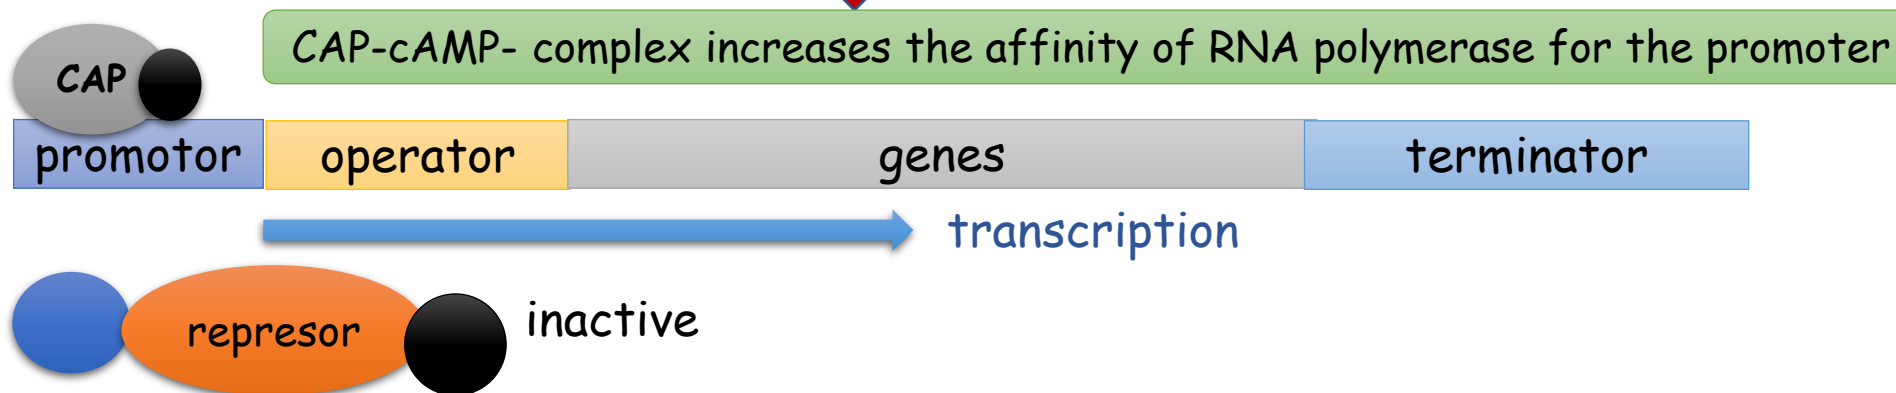 CAP-cAMP- complex increases the affinity of RNA polymerase for the promoter
CAP
promotor operator genes terminator
transcription
represor inactive